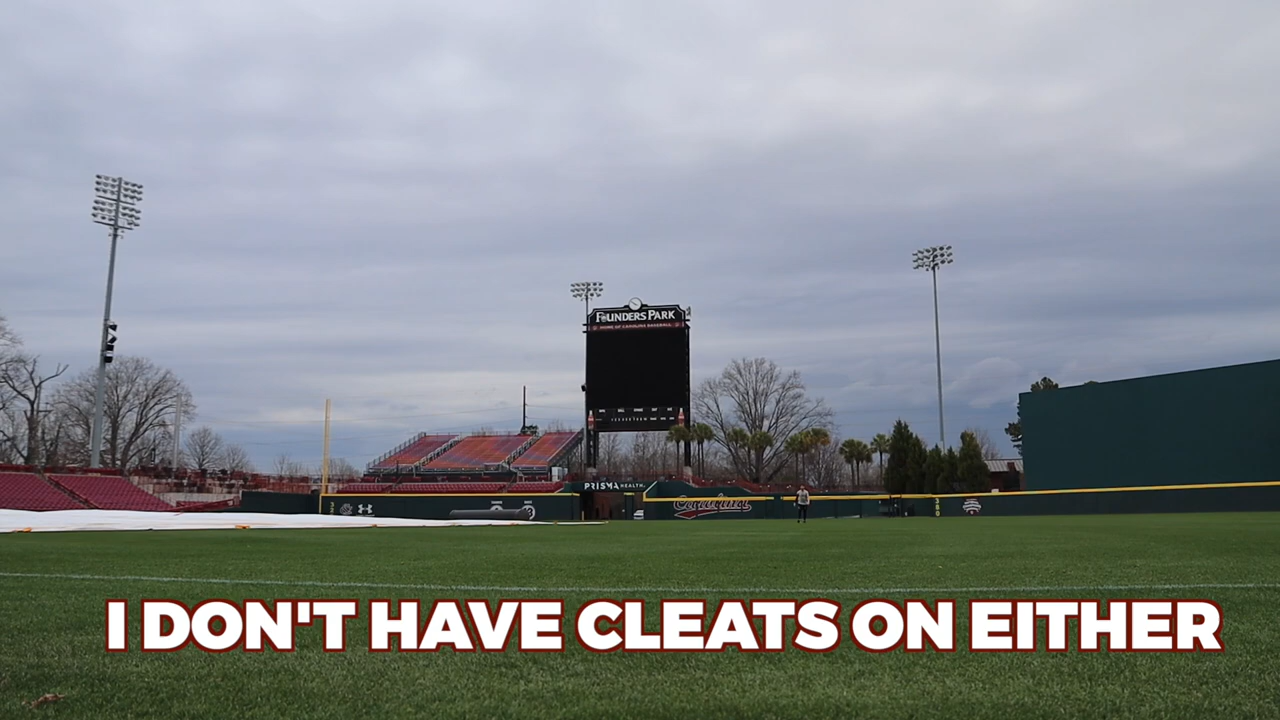 FOUNDERS PARK
HOME OF CAROLINA BASEBALL
PRISMA HEALTH
Carolina
I DON'T HAVE CLEATS ON EITHER